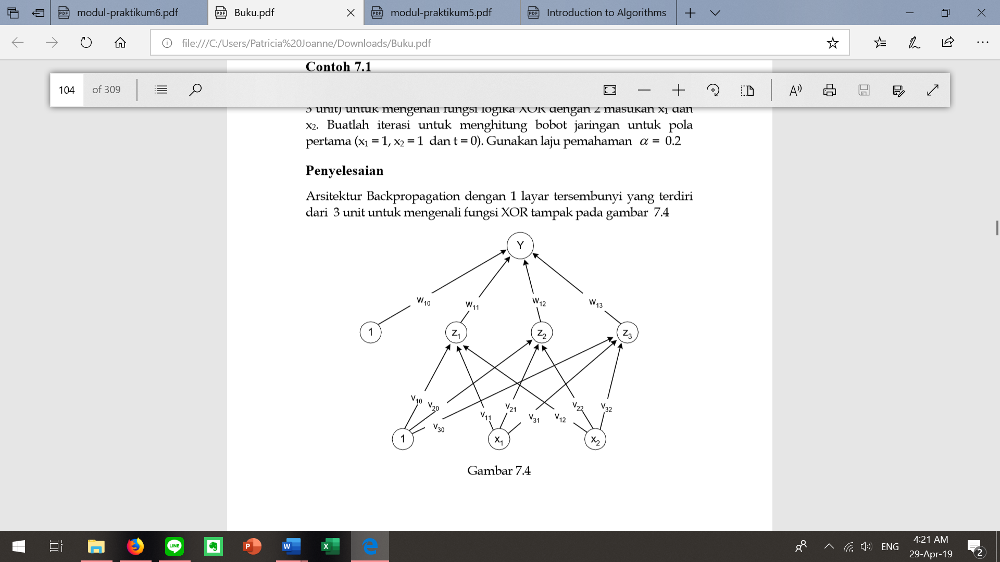 modul-praktikum6.pdf
Buku.pdf
modul-praktikum5.pdf
Introduction to Algorithms
file:///C:/Users/Patricia%20Joanne/Downloads/Buku.pdf
Contoh 7.1
104 of 309
3 unit) untuk mengenali fungsi logika XOR dengan 2 masukan x1 dan
x2. Buatlah iterasi untuk menghitung bobot jaringan untuk pola
pertama (x1 = 1, x2 = 1 dan t = 0). Gunakan laju pemahaman α = 0.2
Penyelesaian
Arsitektur Backpropagation dengan 1 layar tersembunyi yang terdiri
dari 3 unit untuk mengenali fungsi XOR tampak pada gambar 7.4
Y
w10 w11 w12 w13
1 z1 z2 z3
v10 v20 v30 v11 v21 v31 v12 v22 v32
1 x1 x2
Gambar 7.4
ENG
4:21 AM
29-Apr-19
2